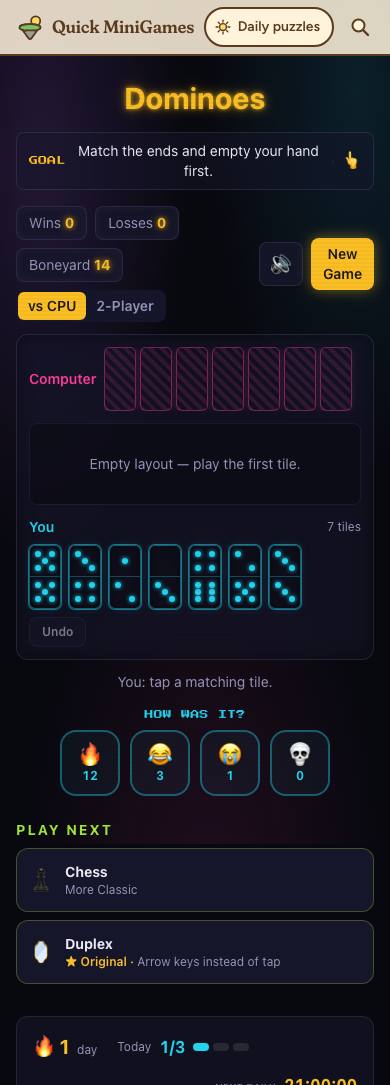 Quick MiniGames
Daily puzzles
Dominoes
GOAL
Match the ends and empty your hand
first.
Wins 0
Losses 0
Boneyard 14
New
Game
vs CPU
2-Player
Computer
Empty layout — play the first tile.
You
7 tiles
Undo
You: tap a matching tile.
HOW WAS IT?
12
3
1
0
PLAY NEXT
Chess
More Classic
Duplex
Original · Arrow keys instead of tap
1 day
Today 1/3
21:00:00